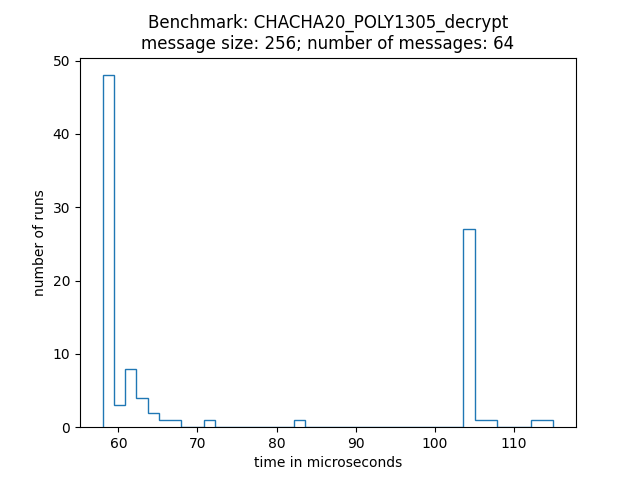 Benchmark: CHACHA20_POLY1305_decrypt
message size: 256; number of messages: 64
50
40
30
20
10
0
number of runs
60 70 80 90 100 110
time in microseconds